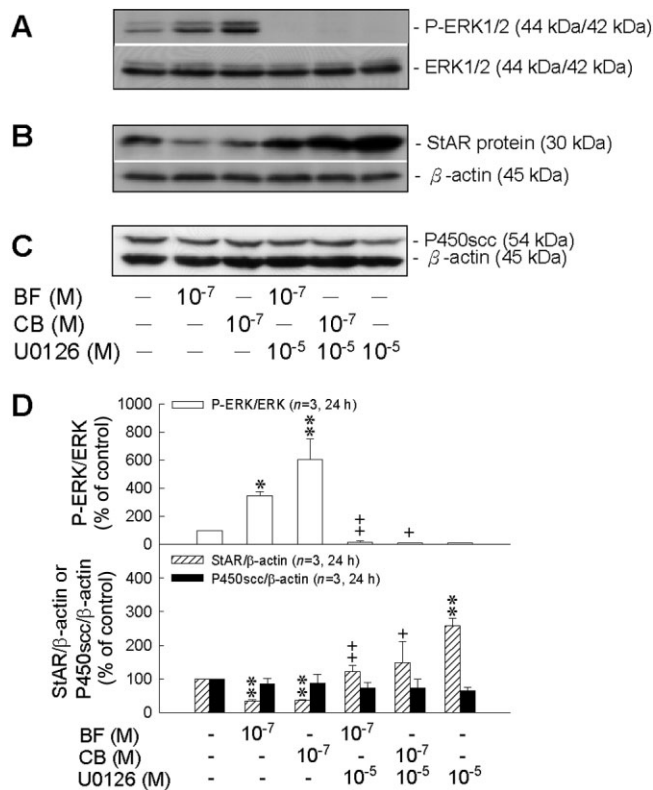 A
- P-ERK1/2 (44 kDa/42 kDa)
- ERK1/2 (44 kDa/42 kDa)
B
- StAR protein (30 kDa)
- β-actin (45 kDa)
C
- P450scc (54 kDa)
- β-actin (45 kDa)
BF (M) — 10⁻⁷ — 10⁻⁷ — —
CB (M) — — 10⁻⁷ — 10⁻⁷ —
U0126 (M) — — — 10⁻⁵ 10⁻⁵ 10⁻⁵
D
P-ERK/ERK
(% of control)
1000
800
600
400
200
0
P-ERK/ERK (n=3, 24 h)
*
**
++
+
StAR/β-actin or
P450scc/β-actin
(% of control)
400
300
200
100
0
StAR/β-actin (n=3, 24 h)
P450scc/β-actin (n=3, 24 h)
**
**
++
+
**
BF (M) - 10⁻⁷ - 10⁻⁷ - -
CB (M) - - 10⁻⁷ - 10⁻⁷ -
U0126 (M) - - - 10⁻⁵ 10⁻⁵ 10⁻⁵